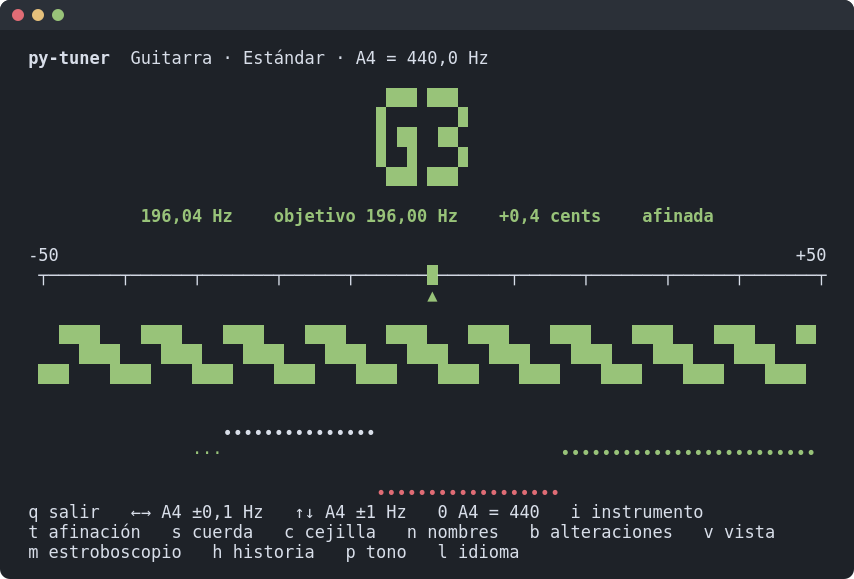 py-tuner  Guitarra · Estándar · A4 = 440,0 Hz
G3
196,04 Hz    objetivo 196,00 Hz    +0,4 cents    afinada
-50 +50
q salir   ←→ A4 ±0,1 Hz   ↑↓ A4 ±1 Hz   0 A4 = 440   i instrumento
t afinación   s cuerda   c cejilla   n nombres   b alteraciones   v vista
m estroboscopio   h historia   p tono   l idioma